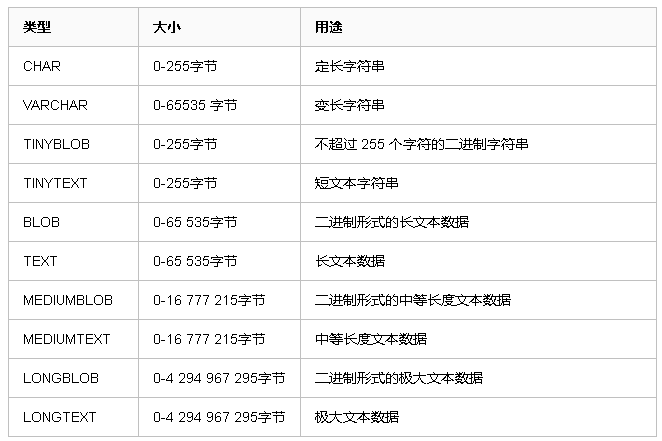 类型 大小 用途
CHAR 0-255字节 定长字符串
VARCHAR 0-65535 字节 变长字符串
TINYBLOB 0-255字节 不超过 255 个字符的二进制字符串
TINYTEXT 0-255字节 短文本字符串
BLOB 0-65 535字节 二进制形式的长文本数据
TEXT 0-65 535字节 长文本数据
MEDIUMBLOB 0-16 777 215字节 二进制形式的中等长度文本数据
MEDIUMTEXT 0-16 777 215字节 中等长度文本数据
LONGBLOB 0-4 294 967 295字节 二进制形式的极大文本数据
LONGTEXT 0-4 294 967 295字节 极大文本数据